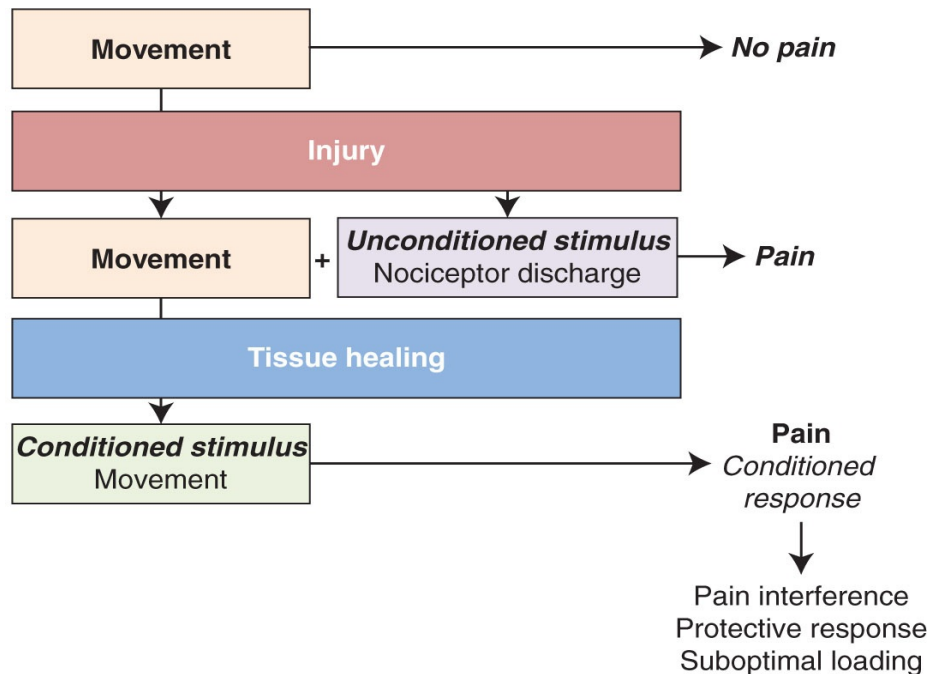 Movement
No pain
Injury
Movement
+
Unconditioned stimulus
Nociceptor discharge
Pain
Tissue healing
Conditioned stimulus
Movement
Pain
Conditioned
response
Pain interference
Protective response
Suboptimal loading